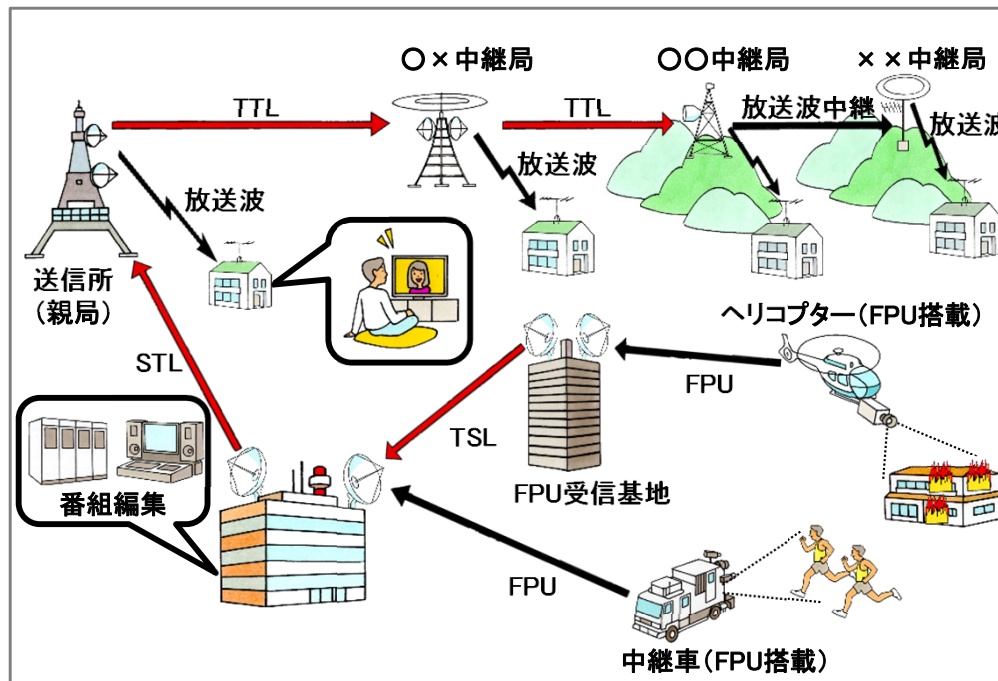 ○×中継局
○○中継局
××中継局
TTL
TTL
放送波中継
放送波
放送波
放送波
送信所
(親局)
ヘリコプター(FPU搭載)
STL
FPU
TSL
番組編集
FPU受信基地
FPU
中継車(FPU搭載)